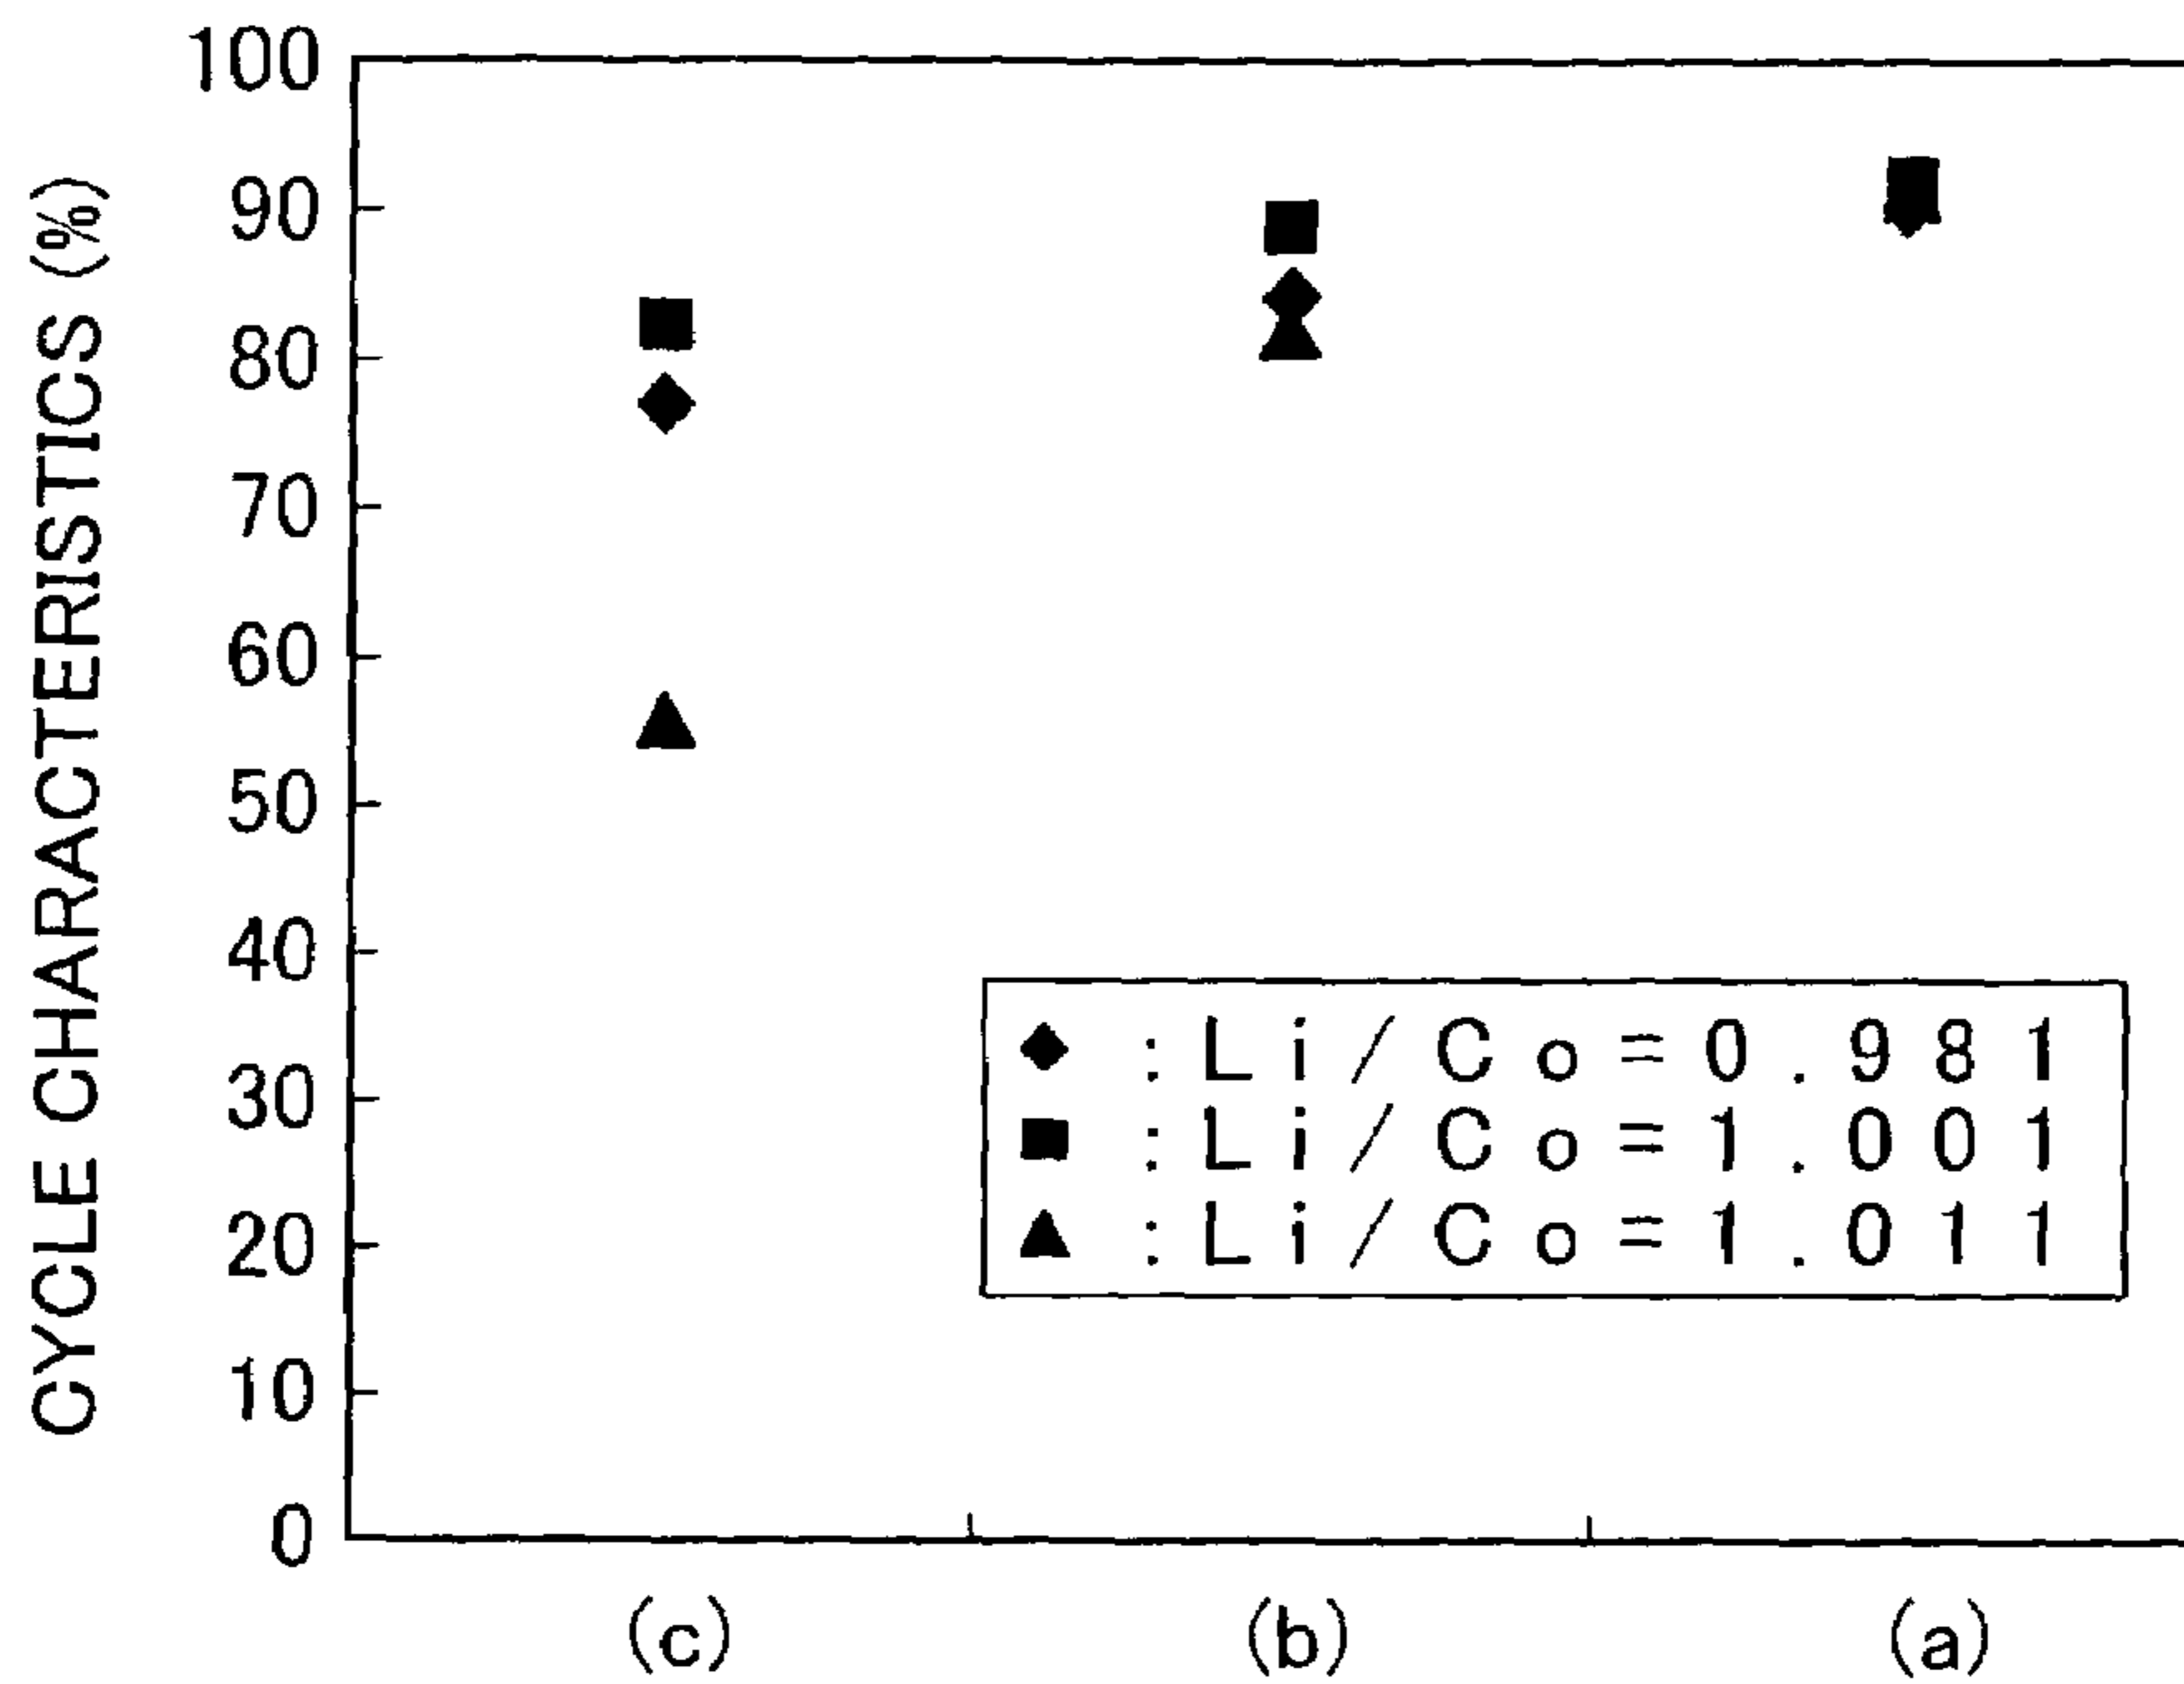 CYCLE CHARACTERISTICS (%)
100
90
80
70
60
50
40
30
20
10
0
◆ : Li/Co=0.981
■ : Li/Co=1.001
▲ : Li/Co=1.011
(c) (b) (a)